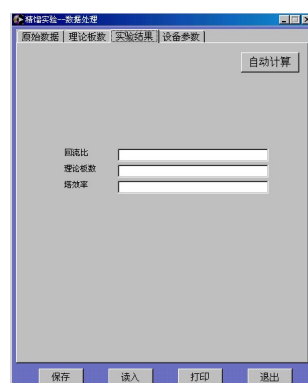 精馏实验--数据处理
原始数据 理论板数 实验结果 设备参数
自动计算
回流比
理论板数
塔效率
保存 读入 打印 退出